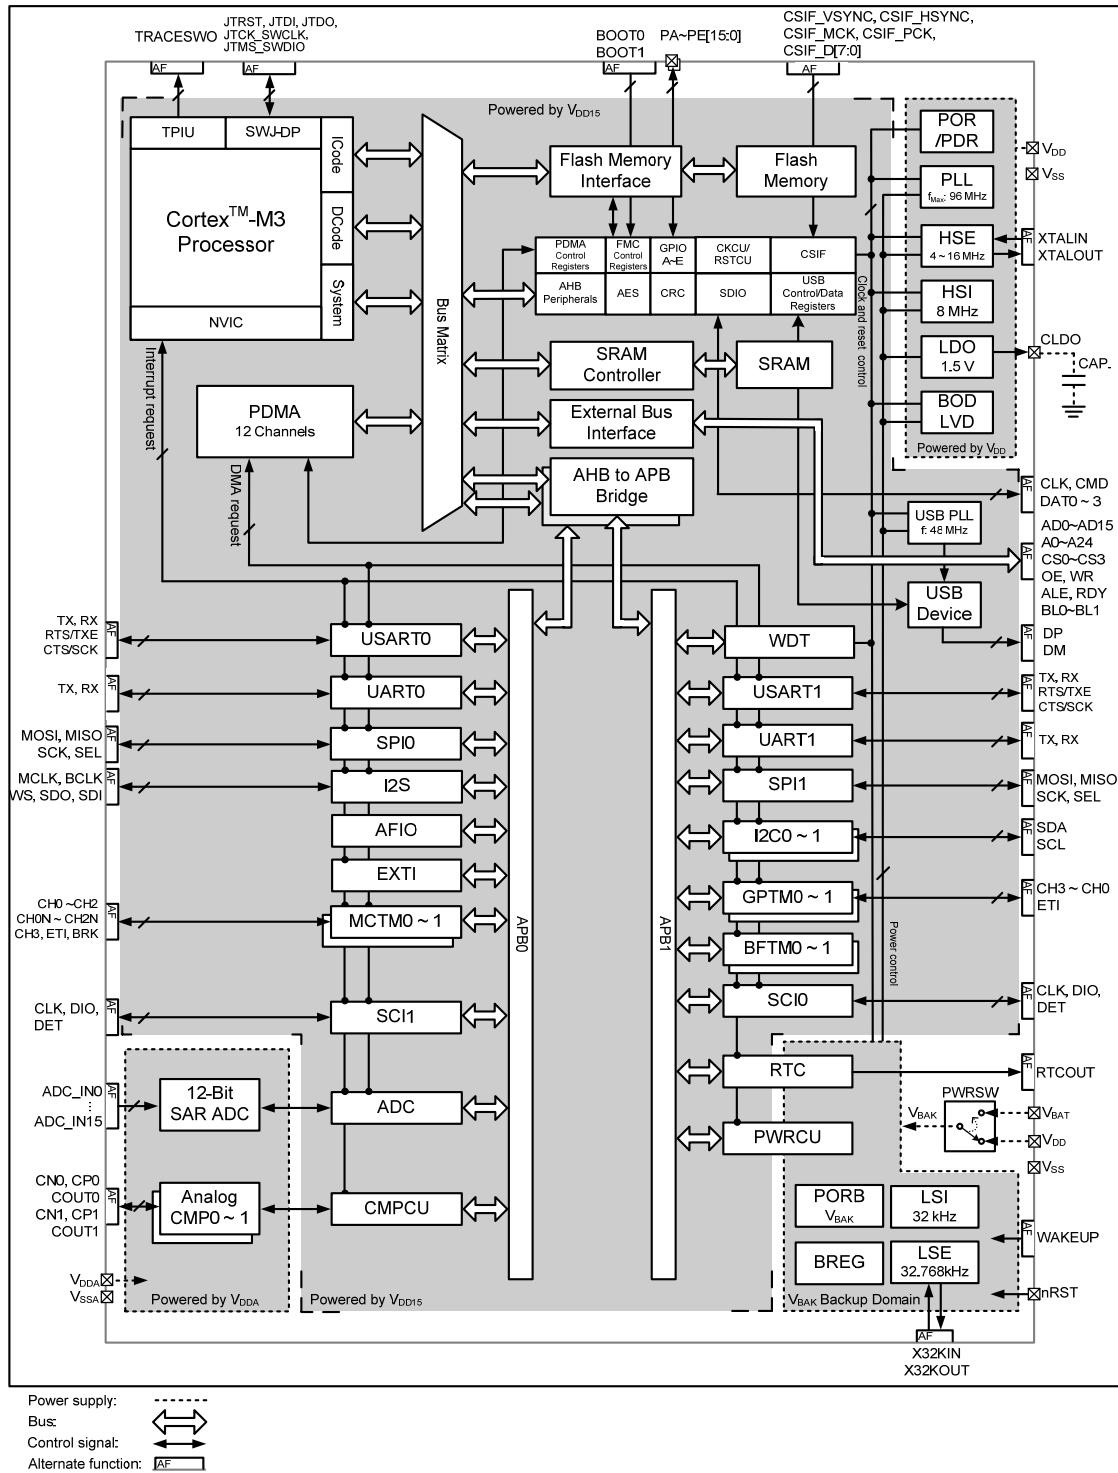 TRACESWO
JTRST, JTDI, JTDO,
JTCK_SWCLK,
JTMS_SWDIO
BOOT0
BOOT1
PA~PE[15:0]
CSIF_VSYNC, CSIF_HSYNC,
CSIF_MCK, CSIF_PCK,
CSIF_D[7:0]
AF
AF
AF
AF
Powered by VDD15
TPIU
SWJ-DP
ICode
DCode
System
Cortex™-M3
Processor
NVIC
Interrupt request
PDMA
12 Channels
DMA request
Bus Matrix
Flash Memory
Interface
Flash
Memory
PDMA
Control
Registers
FMC
Control
Registers
GPIO
A~E
CKCU/
RSTCU
CSIF
AHB
Peripherals
AES
CRC
SDIO
USB
Control/Data
Registers
SRAM
Controller
SRAM
External Bus
Interface
AHB to APB
Bridge
Clock and reset control
POR
/PDR
PLL
fMax: 96 MHz
HSE
4 ~ 16 MHz
HSI
8 MHz
LDO
1.5 V
BOD
LVD
Powered by VDD
VDD
VSS
AF
XTALIN
XTALOUT
CLDO
CAP.
AF
CLK, CMD
DAT0 ~ 3
USB PLL
f: 48 MHz
AF
AD0~AD15
A0~A24
CS0~CS3
OE, WR
ALE, RDY
BL0~BL1
USB
Device
AF
DP
DM
TX, RX
RTS/TXE
CTS/SCK
AF
USART0
WDT
TX, RX
AF
UART0
USART1
AF
TX, RX
RTS/TXE
CTS/SCK
MOSI, MISO
SCK, SEL
AF
SPI0
UART1
AF
TX, RX
MCLK, BCLK
WS, SDO, SDI
AF
I2S
SPI1
AF
MOSI, MISO
SCK, SEL
AFIO
I2C0 ~ 1
AF
SDA
SCL
EXTI
GPTM0 ~ 1
AF
CH3 ~ CH0
ETI
CH0 ~CH2
CH0N ~ CH2N
CH3, ETI, BRK
AF
MCTM0 ~ 1
APB0
APB1
BFTM0 ~ 1
Power control
CLK, DIO,
DET
AF
SCI1
SCI0
AF
CLK, DIO,
DET
ADC_IN0
⋮
ADC_IN15
AF
12-Bit
SAR ADC
ADC
RTC
AF
RTCOUT
PWRCU
VBAK
PWRSW
VBAT
VDD
VSS
CN0, CP0
COUT0
CN1, CP1
COUT1
AF
Analog
CMP0 ~ 1
CMPCU
PORB
VBAK
LSI
32 kHz
BREG
LSE
32.768kHz
AF
WAKEUP
VDDA
VSSA
Powered by VDDA
Powered by VDD15
VBAK Backup Domain
nRST
AF
X32KIN
X32KOUT
Power supply:
Bus:
Control signal:
Alternate function:
AF